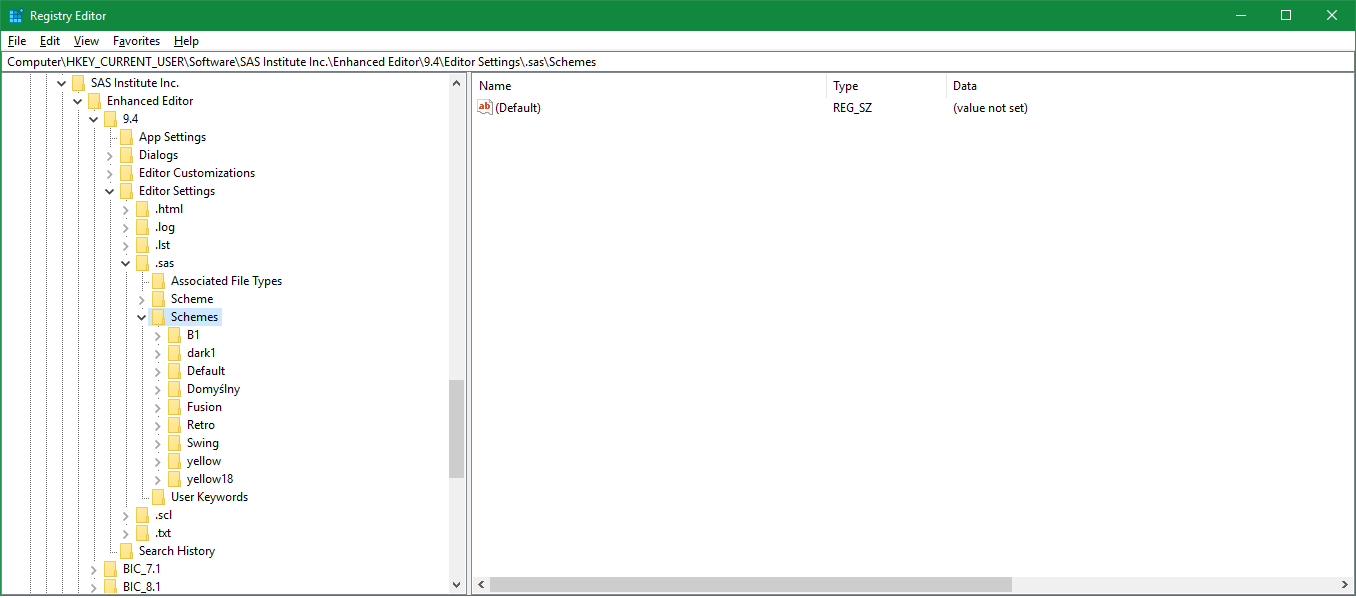 Registry Editor
File Edit View Favorites Help
Computer\HKEY_CURRENT_USER\Software\SAS Institute Inc.\Enhanced Editor\9.4\Editor Settings\.sas\Schemes
SAS Institute Inc.
Enhanced Editor
9.4
App Settings
Dialogs
Editor Customizations
Editor Settings
.html
.log
.lst
.sas
Associated File Types
Scheme
Schemes
B1
dark1
Default
Domyślny
Fusion
Retro
Swing
yellow
yellow18
User Keywords
.scl
.txt
Search History
BIC_7.1
BIC_8.1
Name Type Data
ab (Default) REG_SZ (value not set)